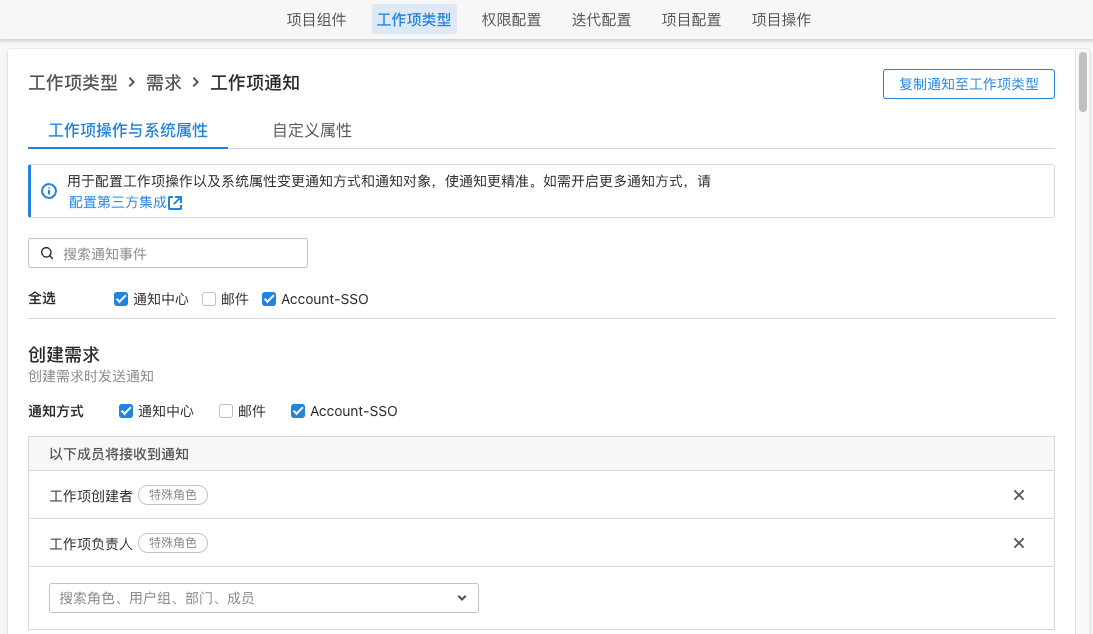 项目组件 工作项类型 权限配置 迭代配置 项目配置 项目操作
工作项类型 > 需求 > 工作项通知 复制通知至工作项类型
工作项操作与系统属性 自定义属性
用于配置工作项操作以及系统属性变更通知方式和通知对象，使通知更精准。如需开启更多通知方式，请
配置第三方集成
搜索通知事件
全选 通知中心 邮件 Account-SSO
创建需求
创建需求时发送通知
通知方式 通知中心 邮件 Account-SSO
以下成员将接收到通知
工作项创建者 特殊角色
工作项负责人 特殊角色
搜索角色、用户组、部门、成员